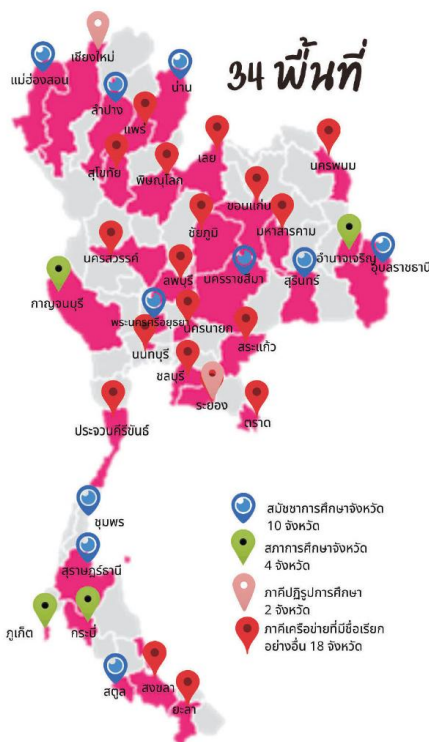 34 พื้นที่
เชียงใหม่
แม่ฮ่องสอน
น่าน
ลำปาง
แพร่
สุโขทัย
พิษณุโลก
เลย
นครพนม
ขอนแก่น
มหาสารคาม
ชัยภูมิ
นครสวรรค์
ลพบุรี
นครราชสีมา
สุรินทร์
อำนาจเจริญ
อุบลราชธานี
กาญจนบุรี
พระนครศรีอยุธยา
นครนายก
นนทบุรี
สระแก้ว
ชลบุรี
ระยอง
ตราด
ประจวบคีรีขันธ์
ชุมพร
สุราษฎร์ธานี
ภูเก็ต
กระบี่
สตูล
สงขลา
ยะลา
สมัชชาการศึกษาจังหวัด
10 จังหวัด
สภาการศึกษาจังหวัด
4 จังหวัด
ภาคีปฏิรูปการศึกษา
2 จังหวัด
ภาคีเครือข่ายที่มีชื่อเรียก
อย่างอื่น 18 จังหวัด